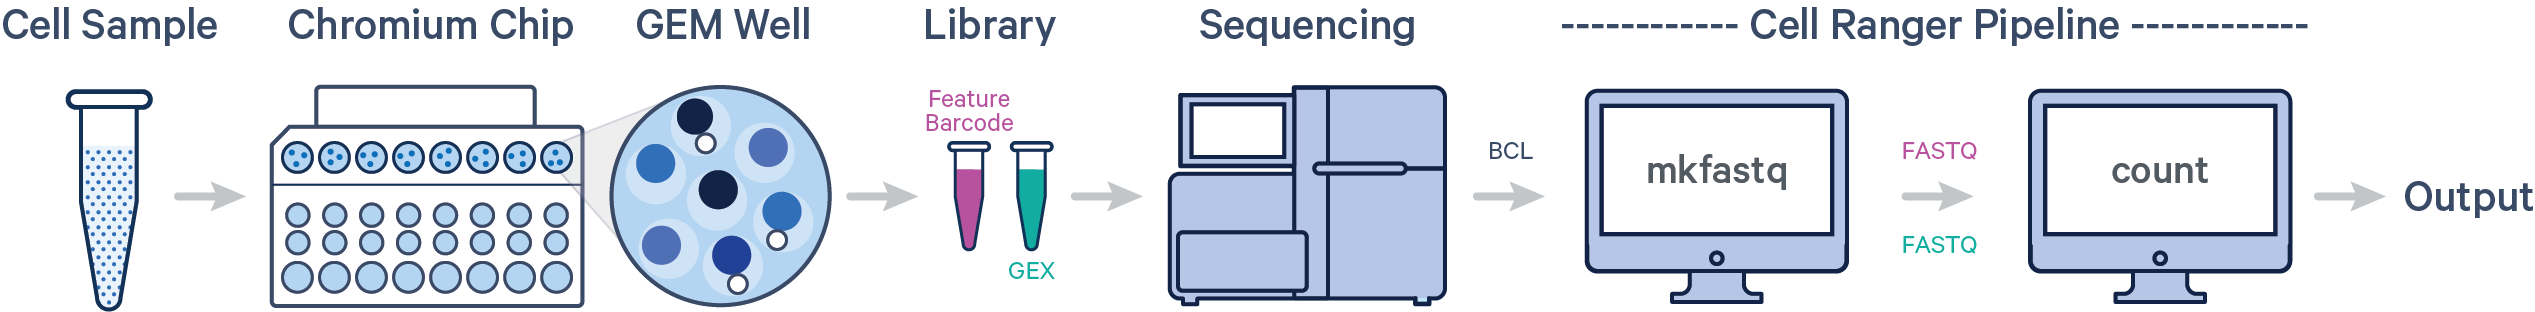 Cell Sample
Chromium Chip
GEM Well
Library
Sequencing
Cell Ranger Pipeline
Feature
Barcode
GEX
BCL
mkfastq
FASTQ
FASTQ
count
Output